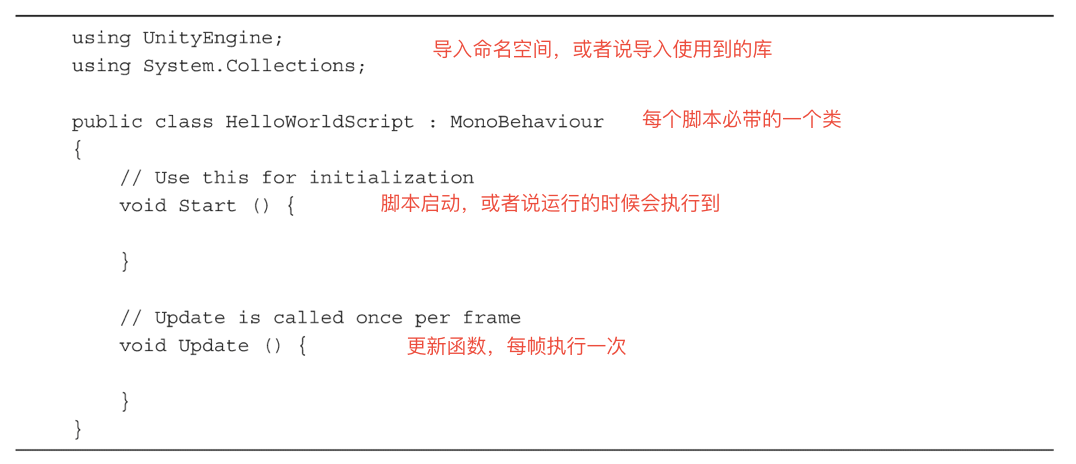 using UnityEngine;
导入命名空间，或者说导入使用到的库
using System.Collections;
public class HelloWorldScript : MonoBehaviour
每个脚本必带的一个类
{
// Use this for initialization
void Start () {
脚本启动，或者说运行的时候会执行到
}
// Update is called once per frame
void Update () {
更新函数，每帧执行一次
}
}